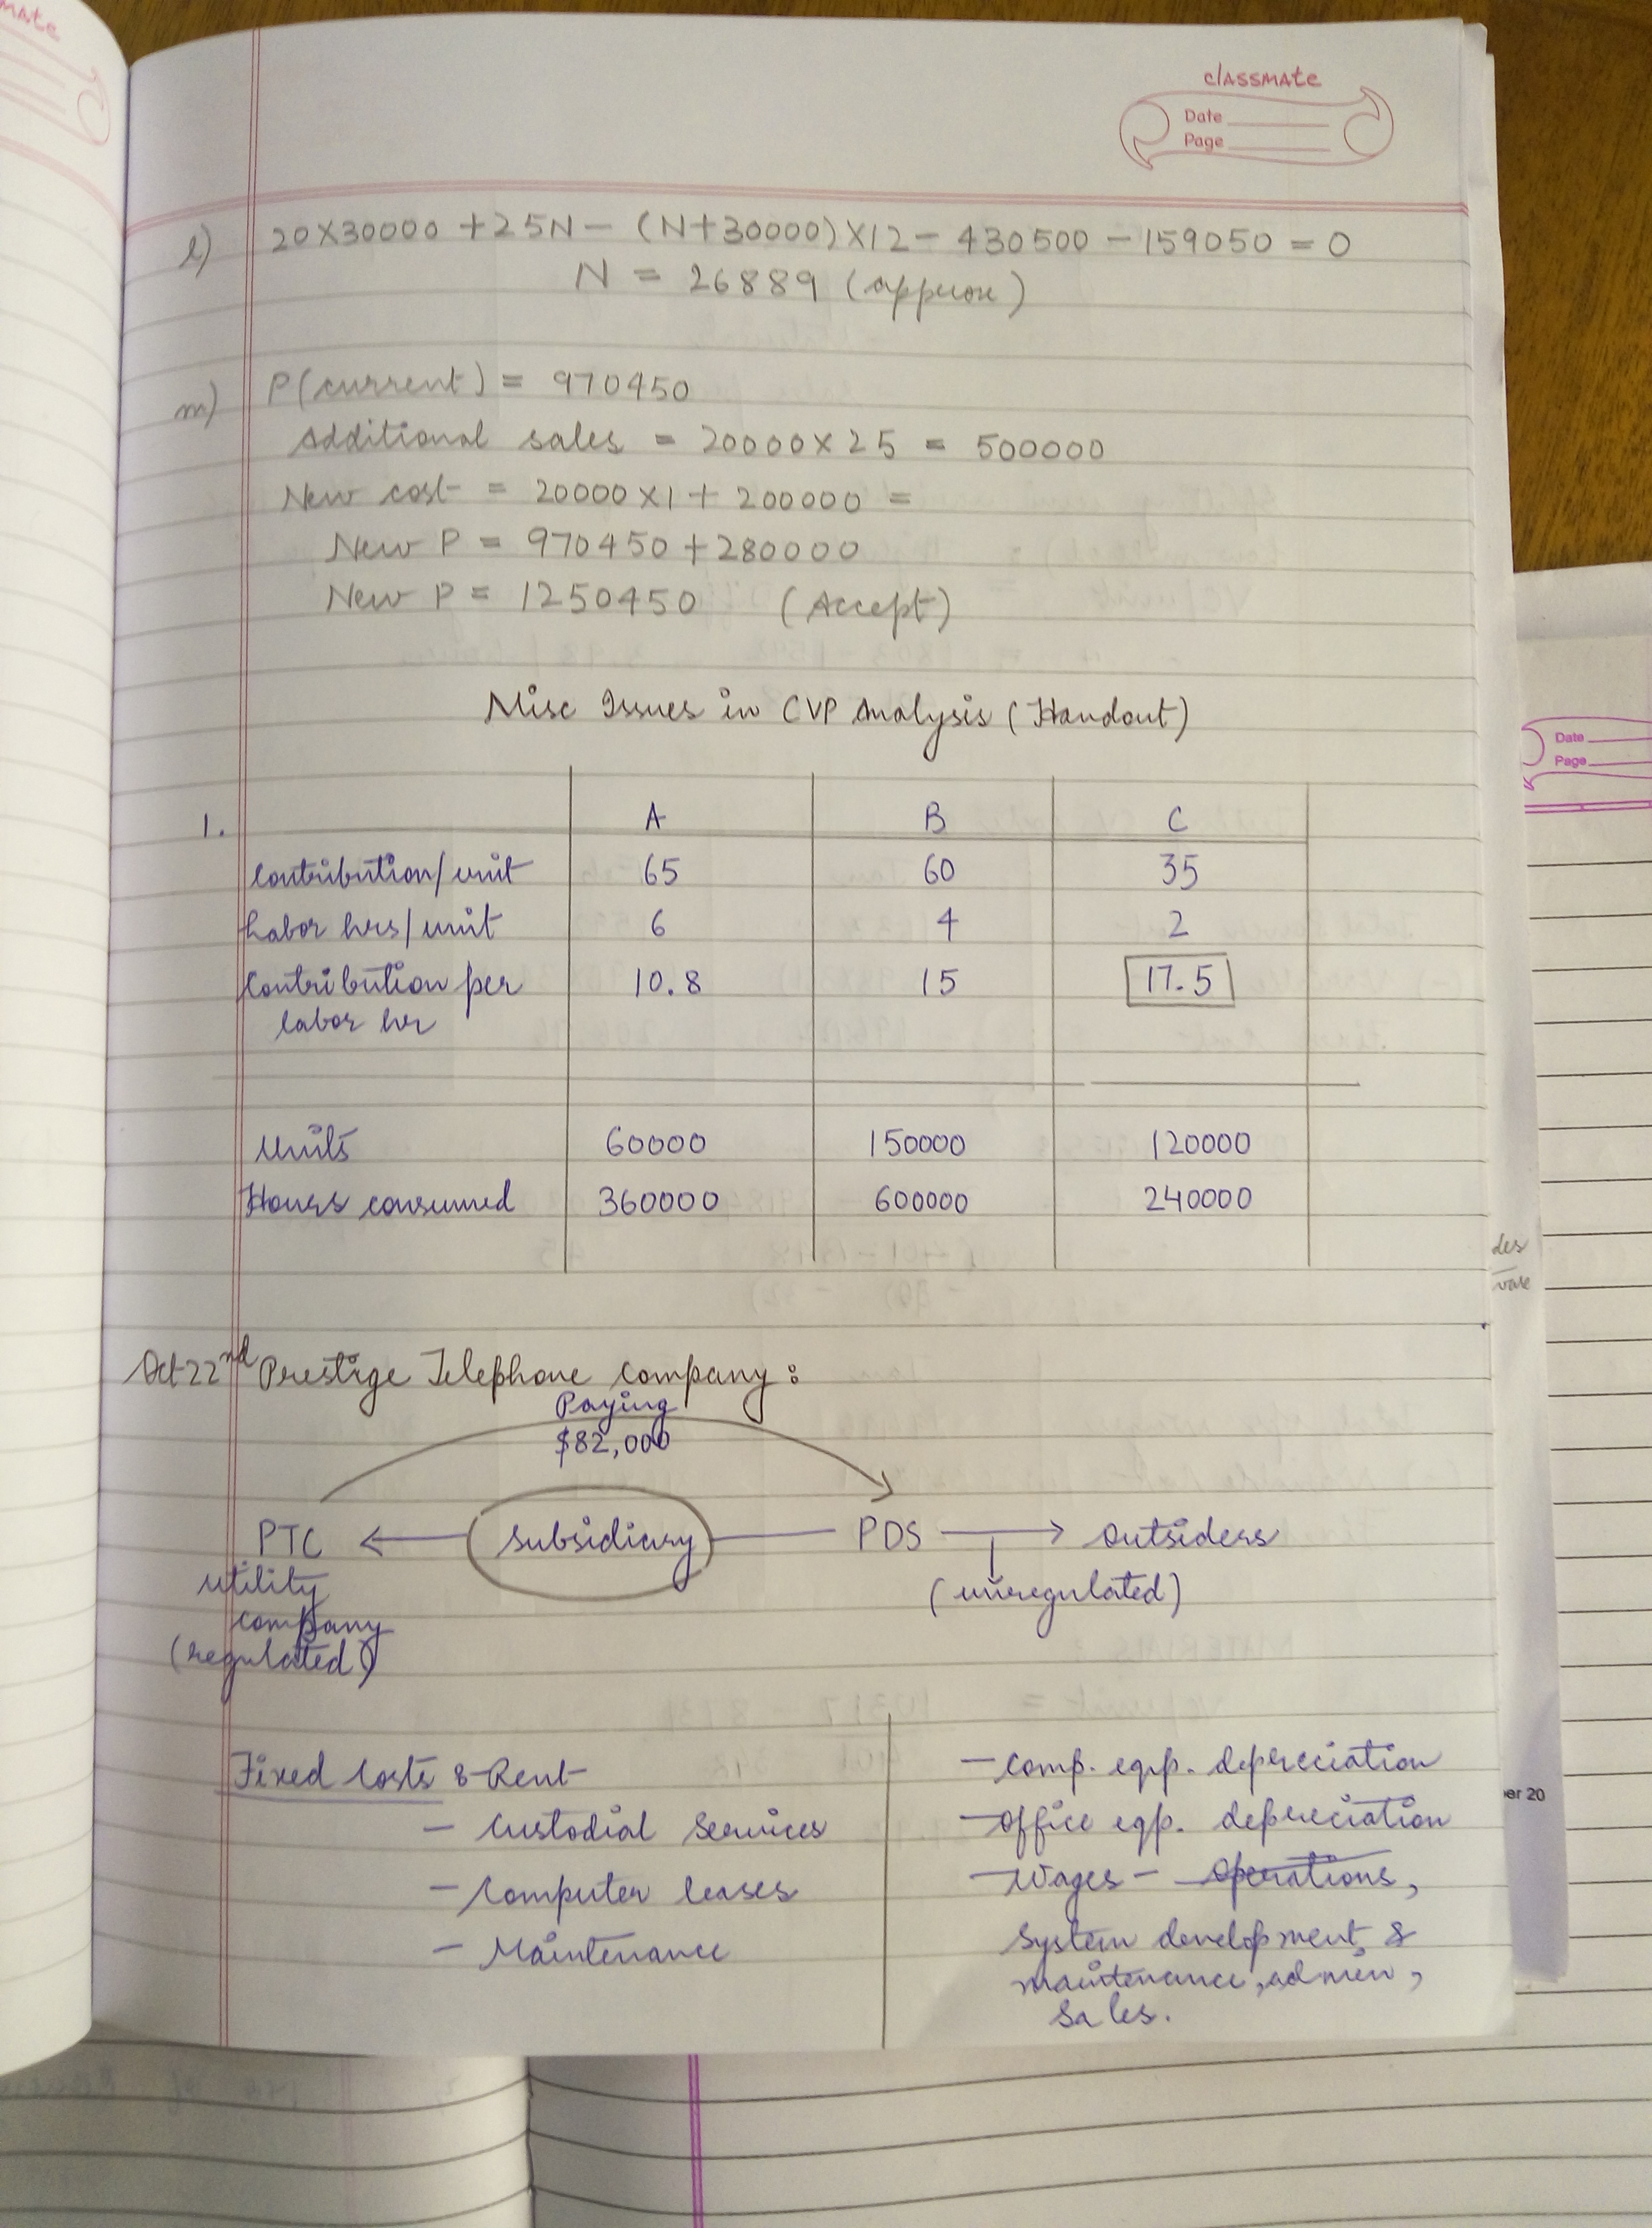 mate
classmate
Date
Page
l) 20×30000 +25N - (N+30000)×12 - 430500 - 159050 = 0
N = 26889 (approx)
m) P(current) = 970450
Additional sales = 20000×25 = 500000
New cost = 20000×1 + 200000 =
New P = 970450+280000
New P = 1250450 (Accept)
Misc Issues in CVP Analysis (Handout)
1. A B C
Contribution/unit 65 60 35
Labor hrs/unit 6 4 2
Contribution per 10.8 15 17.5
labor hr
Units 60000 150000 120000
Hours consumed 360000 600000 240000
Oct 22nd Prestige Telephone Company:
Paying
$82,000
PTC subsidiary PDS outsiders
utility (unregulated)
company
(regulated)
Fixed Costs :- Rent
- Custodial Services
- Computer leases
- Maintenance
- Comp. eqp. depreciation
- Office eqp. depreciation
- Wages - operations,
System development &
maintenance, admin,
Sales.
Date
Page
des
er 20